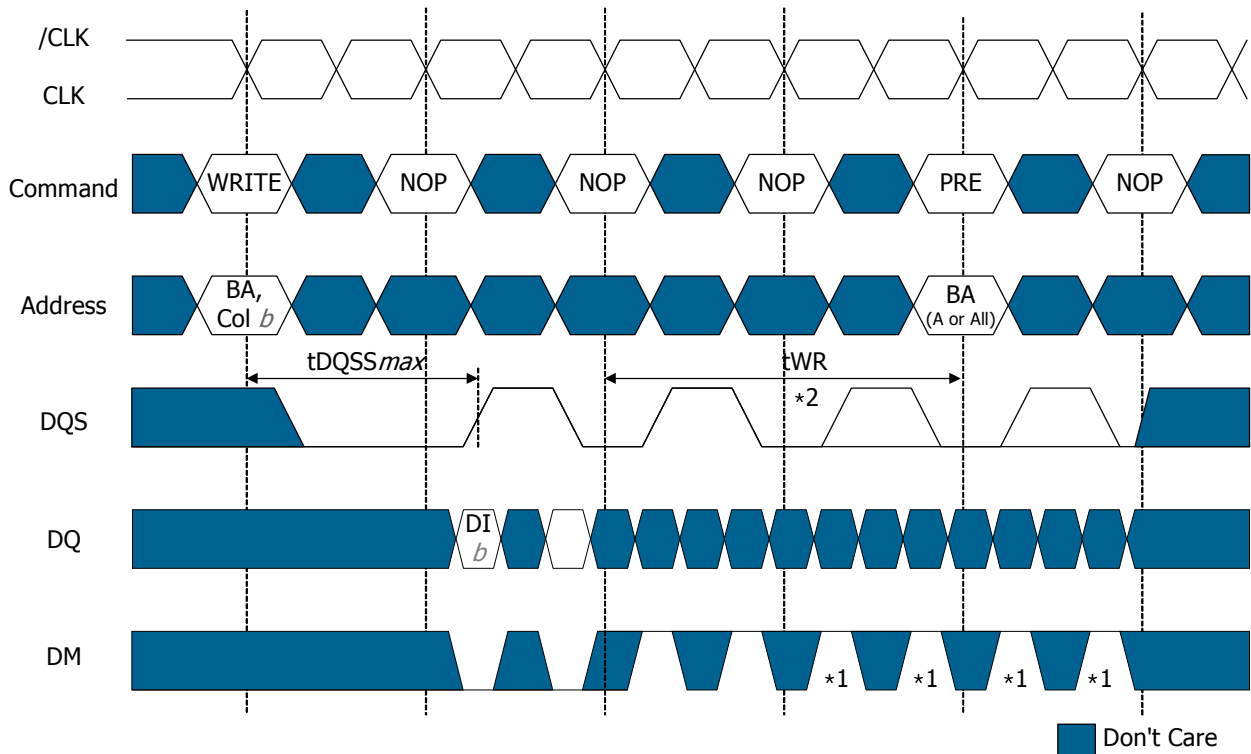 /CLK
CLK
Command
WRITE
NOP
NOP
NOP
PRE
NOP
Address
BA,
Col b
BA
(A or All)
tDQSSmax
tWR
DQS
*2
DQ
DI
b
DM
*1
*1
*1
*1
Don't Care